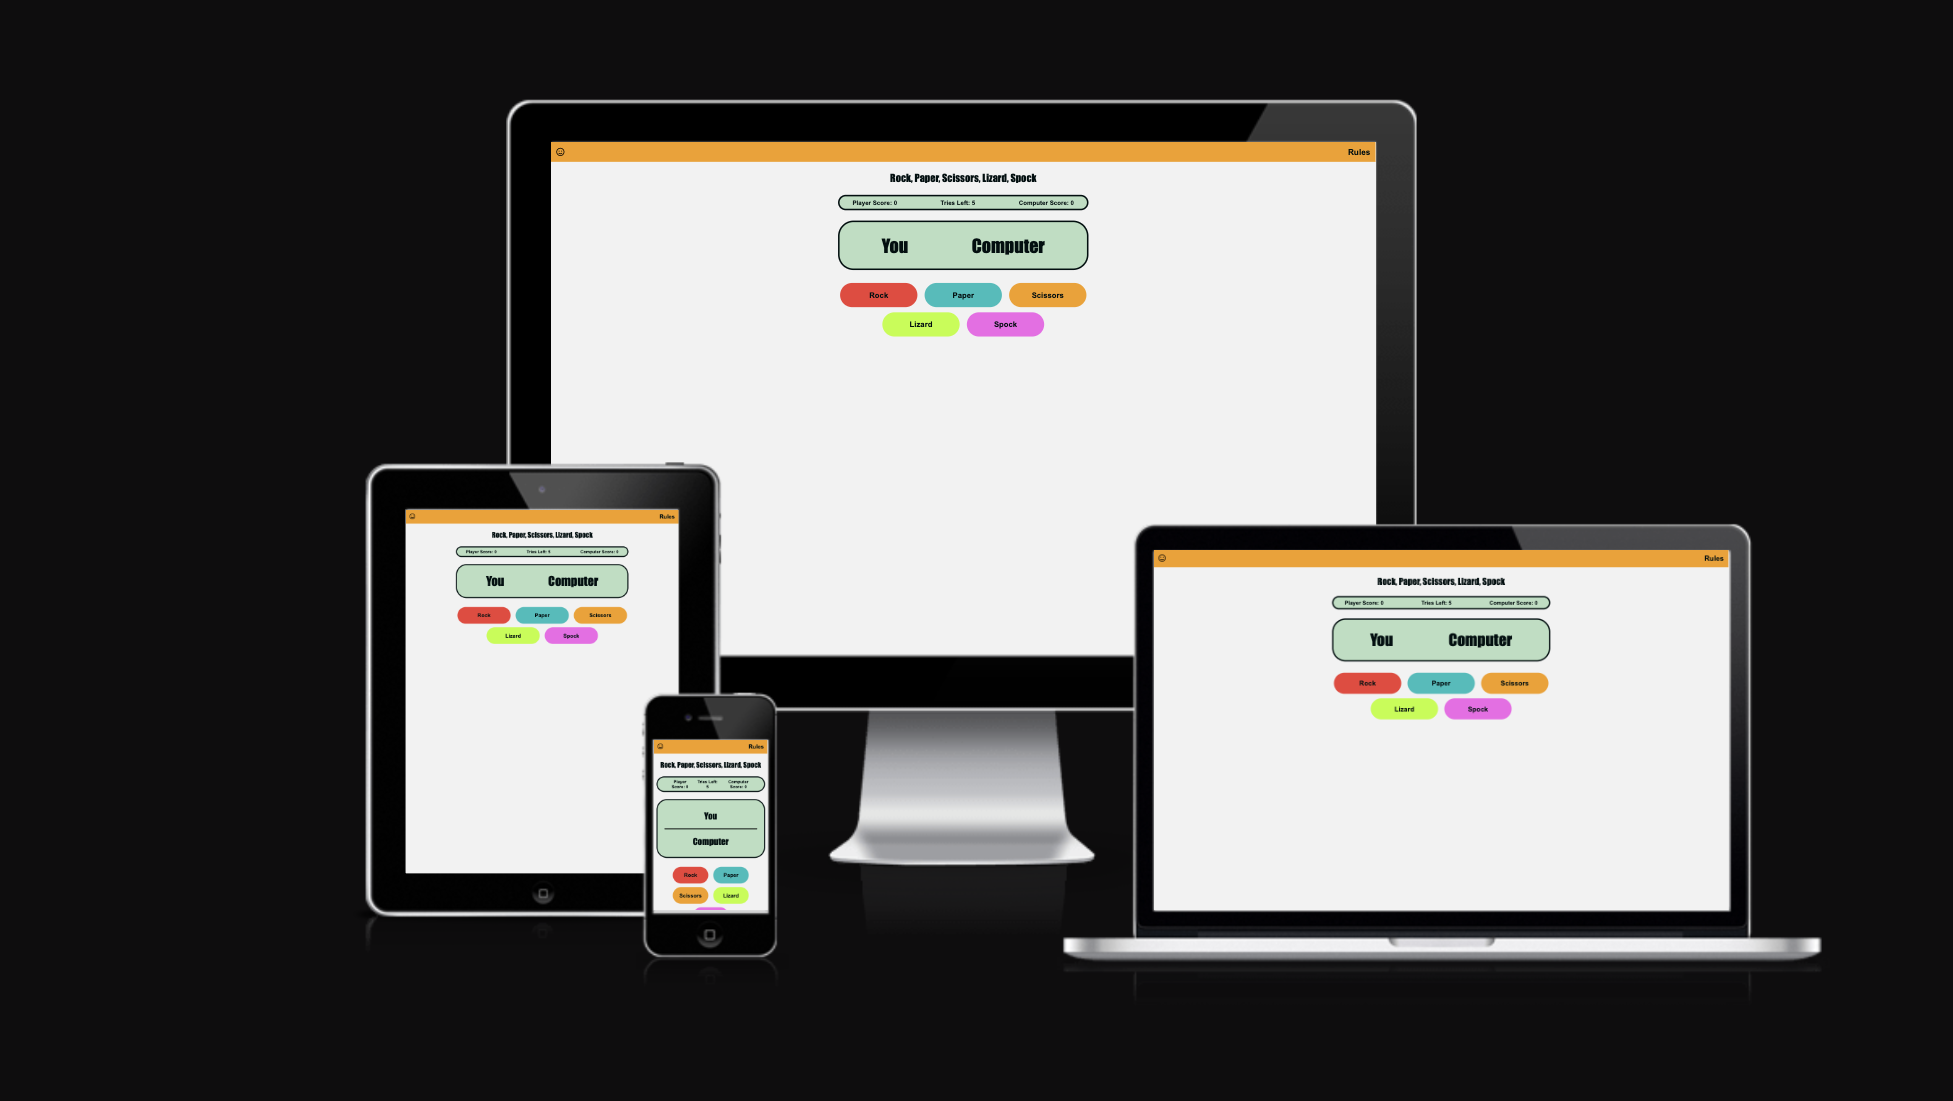 Rules
Rock, Paper, Scissors, Lizard, Spock
Player Score: 0 Tries Left: 5 Computer Score: 0
You Computer
Rock Paper Scissors
Lizard Spock
Rules
Rock, Paper, Scissors, Lizard, Spock
Player Score: 0 Tries Left: 5 Computer Score: 0
You Computer
Rock Paper Scissors
Lizard Spock
Rules
Rock, Paper, Scissors, Lizard, Spock
Player Tries Left: Computer
Score: 0 5 Score: 0
You
Computer
Rock Paper
Scissors Lizard
Rules
Rock, Paper, Scissors, Lizard, Spock
Player Score: 0 Tries Left: 5 Computer Score: 0
You Computer
Rock Paper Scissors
Lizard Spock